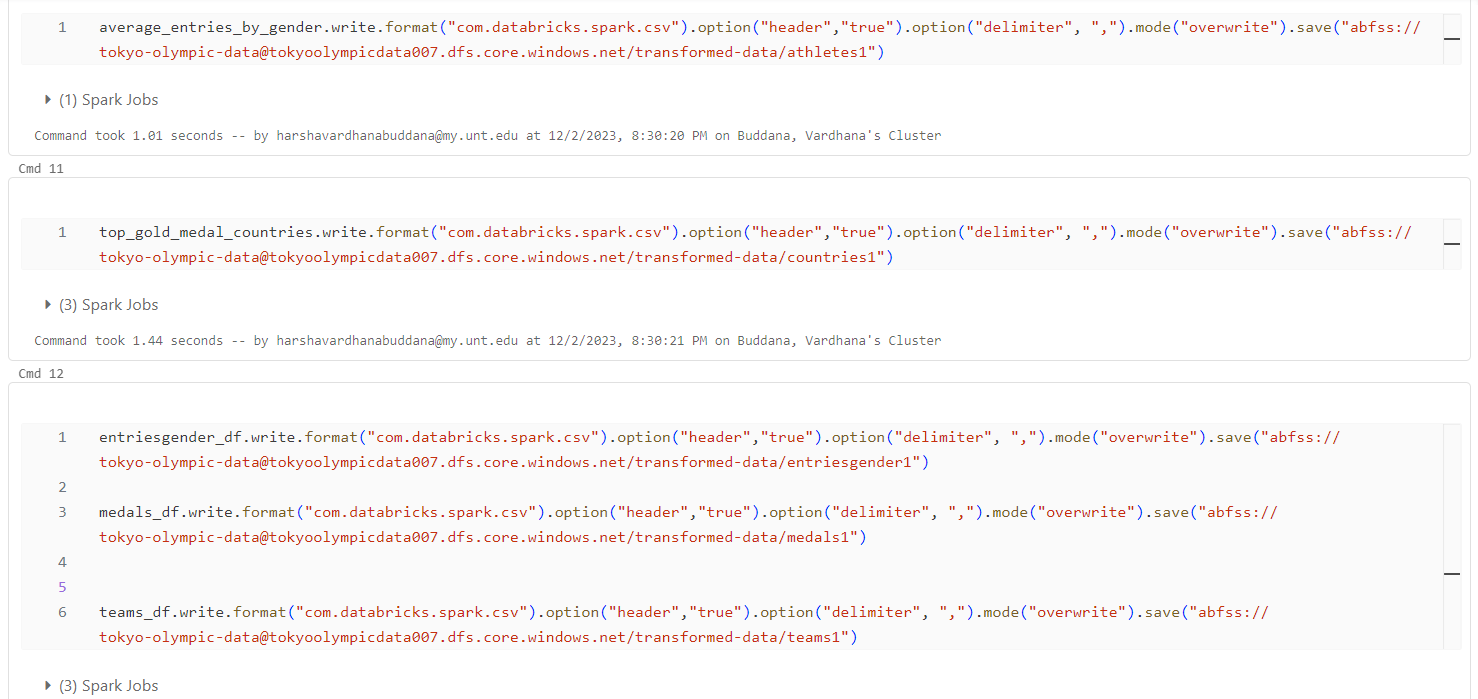 1 average_entries_by_gender.write.format("com.databricks.spark.csv").option("header","true").option("delimiter", ",").mode("overwrite").save("abfss://
tokyo-olympic-data@tokyoolympicdata007.dfs.core.windows.net/transformed-data/athletes1")
(1) Spark Jobs
Command took 1.01 seconds -- by harshavardhanabuddana@my.unt.edu at 12/2/2023, 8:30:20 PM on Buddana, Vardhana's Cluster
Cmd 11
1 top_gold_medal_countries.write.format("com.databricks.spark.csv").option("header","true").option("delimiter", ",").mode("overwrite").save("abfss://
tokyo-olympic-data@tokyoolympicdata007.dfs.core.windows.net/transformed-data/countries1")
(3) Spark Jobs
Command took 1.44 seconds -- by harshavardhanabuddana@my.unt.edu at 12/2/2023, 8:30:21 PM on Buddana, Vardhana's Cluster
Cmd 12
1 entriesgender_df.write.format("com.databricks.spark.csv").option("header","true").option("delimiter", ",").mode("overwrite").save("abfss://
tokyo-olympic-data@tokyoolympicdata007.dfs.core.windows.net/transformed-data/entriesgender1")
2
3 medals_df.write.format("com.databricks.spark.csv").option("header","true").option("delimiter", ",").mode("overwrite").save("abfss://
tokyo-olympic-data@tokyoolympicdata007.dfs.core.windows.net/transformed-data/medals1")
4
5
6 teams_df.write.format("com.databricks.spark.csv").option("header","true").option("delimiter", ",").mode("overwrite").save("abfss://
tokyo-olympic-data@tokyoolympicdata007.dfs.core.windows.net/transformed-data/teams1")
(3) Spark Jobs